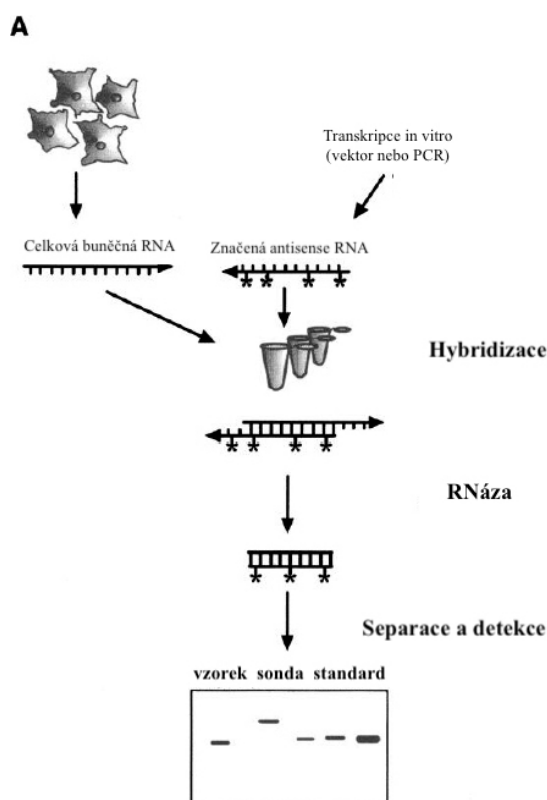 A
Transkripce in vitro
(vektor nebo PCR)
Celková buněčná RNA
Značená antisense RNA
Hybridizace
RNáza
Separace a detekce
vzorek sonda standard